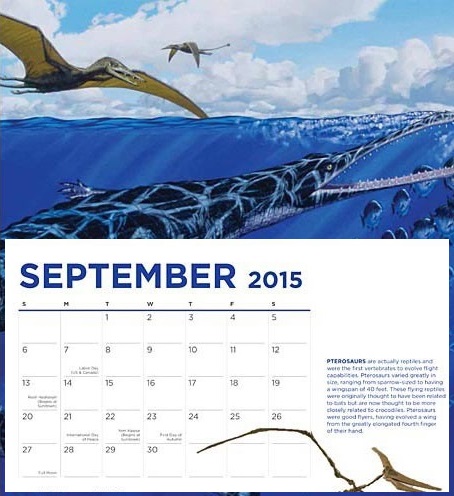 SEPTEMBER 2015
S M T W T F S
1 2 3 4 5
6 7 8 9 10 11 12
Labor Day
(US & Canada)
13 14 15 16 17 18 19
Rosh Hashanah
(Begins at
Sundown)
20 21 22 23 24 25 26
International Day
of Peace
Yom Kippur
(Begins at
Sundown)
First Day of
Autumn
27 28 29 30
Full Moon
PTEROSAURS are actually reptiles and
were the first vertebrates to evolve flight
capabilities. Pterosaurs varied greatly in
size, ranging from sparrow-sized to having
a wingspan of 40 feet. These flying reptiles
were originally thought to have been related
to bats but are now thought to be more
closely related to crocodiles. Pterosaurs
were good flyers, having evolved a wing
from the greatly elongated fourth finger
of their hand.